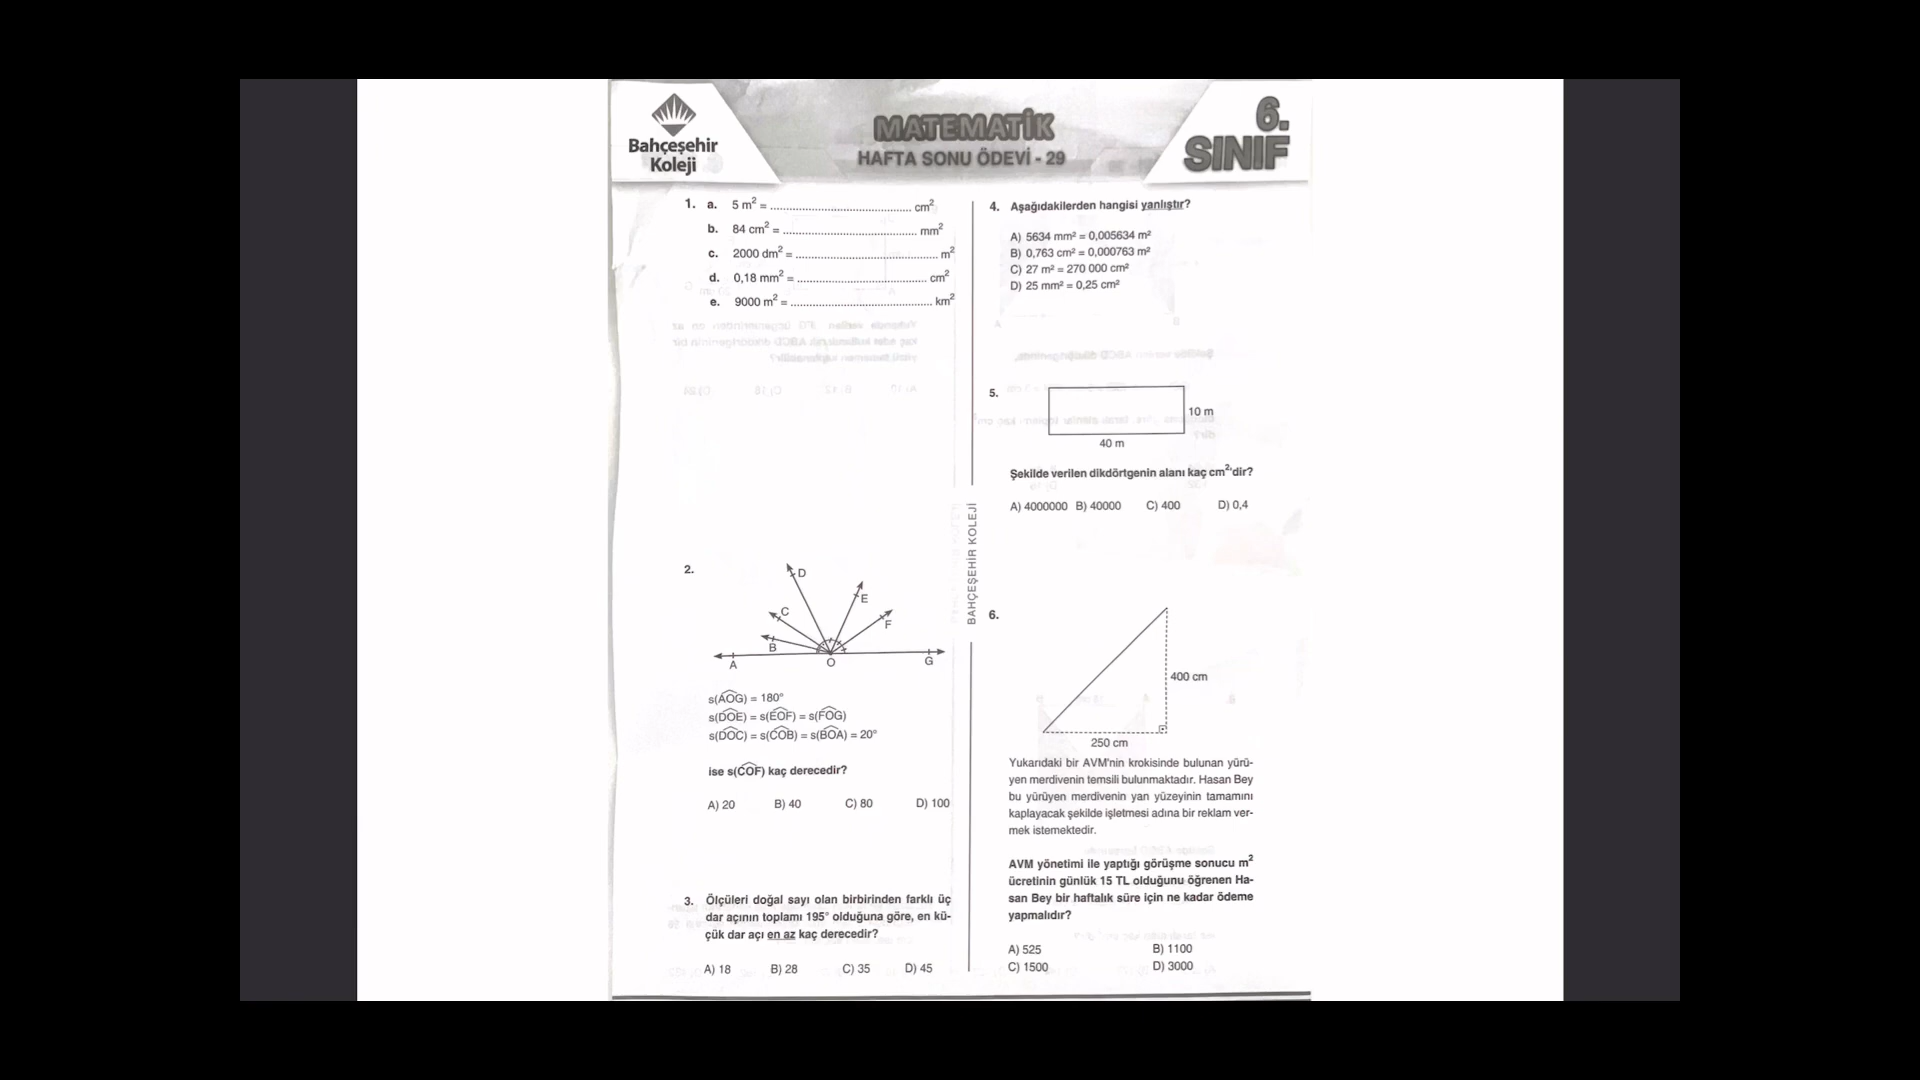 Bahçeşehir
Koleji
MATEMATİK
HAFTA SONU ÖDEVİ - 29
6.
SINIF
1. a. 5 m² = .......................................... cm²
b. 84 cm² = ........................................ mm²
c. 2000 dm² = .......................................... m²
d. 0,18 mm² = ....................................... cm²
e. 9000 m² = .......................................... km²
2.
D
E
C
F
B
A
O
G
s(AOG) = 180°
s(DOE) = s(EOF) = s(FOG)
s(DOC) = s(COB) = s(BOA) = 20°
ise s(COF) kaç derecedir?
A) 20 B) 40 C) 80 D) 100
3. Ölçüleri doğal sayı olan birbirinden farklı üç
dar açının toplamı 195° olduğuna göre, en kü-
çük dar açı en az kaç derecedir?
A) 18 B) 28 C) 35 D) 45
BAHÇEŞEHİR KOLEJİ
4. Aşağıdakilerden hangisi yanlıştır?
A) 5634 mm² = 0,005634 m²
B) 0,763 cm² = 0,000763 m²
C) 27 m² = 270 000 cm²
D) 25 mm² = 0,25 cm²
5.
10 m
40 m
Şekilde verilen dikdörtgenin alanı kaç cm²'dir?
A) 4000000 B) 40000 C) 400 D) 0,4
6.
400 cm
250 cm
Yukarıdaki bir AVM'nin krokisinde bulunan yürü-
yen merdivenin temsili bulunmaktadır. Hasan Bey
bu yürüyen merdivenin yan yüzeyinin tamamını
kaplayacak şekilde işletmesi adına bir reklam ver-
mek istemektedir.
AVM yönetimi ile yaptığı görüşme sonucu m²
ücretinin günlük 15 TL olduğunu öğrenen Ha-
san Bey bir haftalık süre için ne kadar ödeme
yapmalıdır?
A) 525 B) 1100
C) 1500 D) 3000